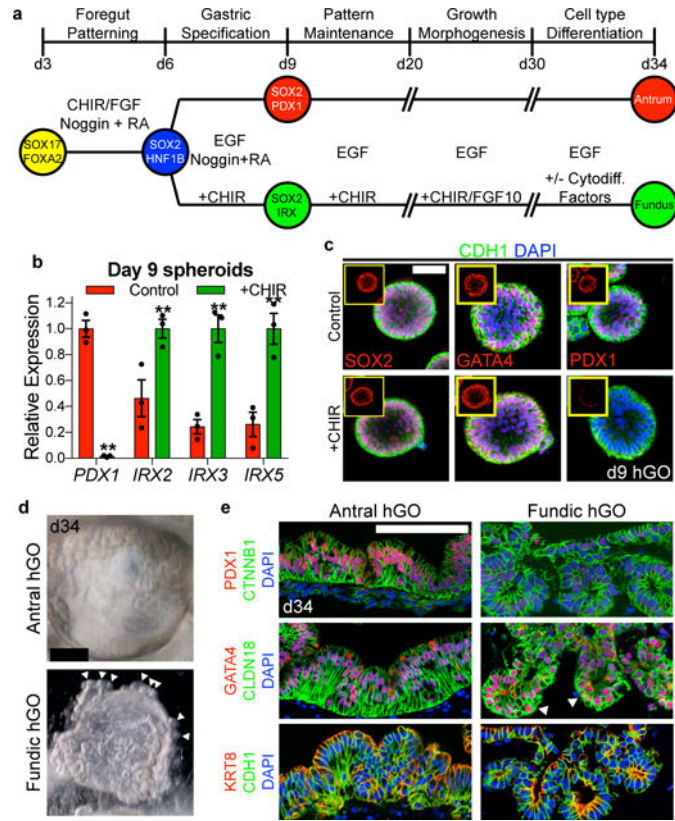 a
Foregut Patterning
Gastric Specification
Pattern Maintenance
Growth Morphogenesis
Cell type Differentiation
d3
d6
d9
d20
d30
d34
CHIR/FGF
Noggin + RA
SOX17
FOXA2
SOX2
HNF1B
SOX2
PDX1
Antrum
EGF
Noggin+RA
EGF
EGF
EGF
+CHIR
SOX2
IRX
+CHIR
+CHIR/FGF10
+/- Cytodiff.
Factors
Fundus
b
Day 9 spheroids
Control
+CHIR
Relative Expression
1.2
1.0
0.8
0.6
0.4
0.2
0.0
**
**
**
**
PDX1
IRX2
IRX3
IRX5
c
CDH1 DAPI
Control
SOX2
GATA4
PDX1
+CHIR
d9 hGO
d
d34
Antral hGO
Fundic hGO
e
Antral hGO
Fundic hGO
PDX1
CTNNB1
DAPI
d34
GATA4
CLDN18
DAPI
KRT8
CDH1
DAPI